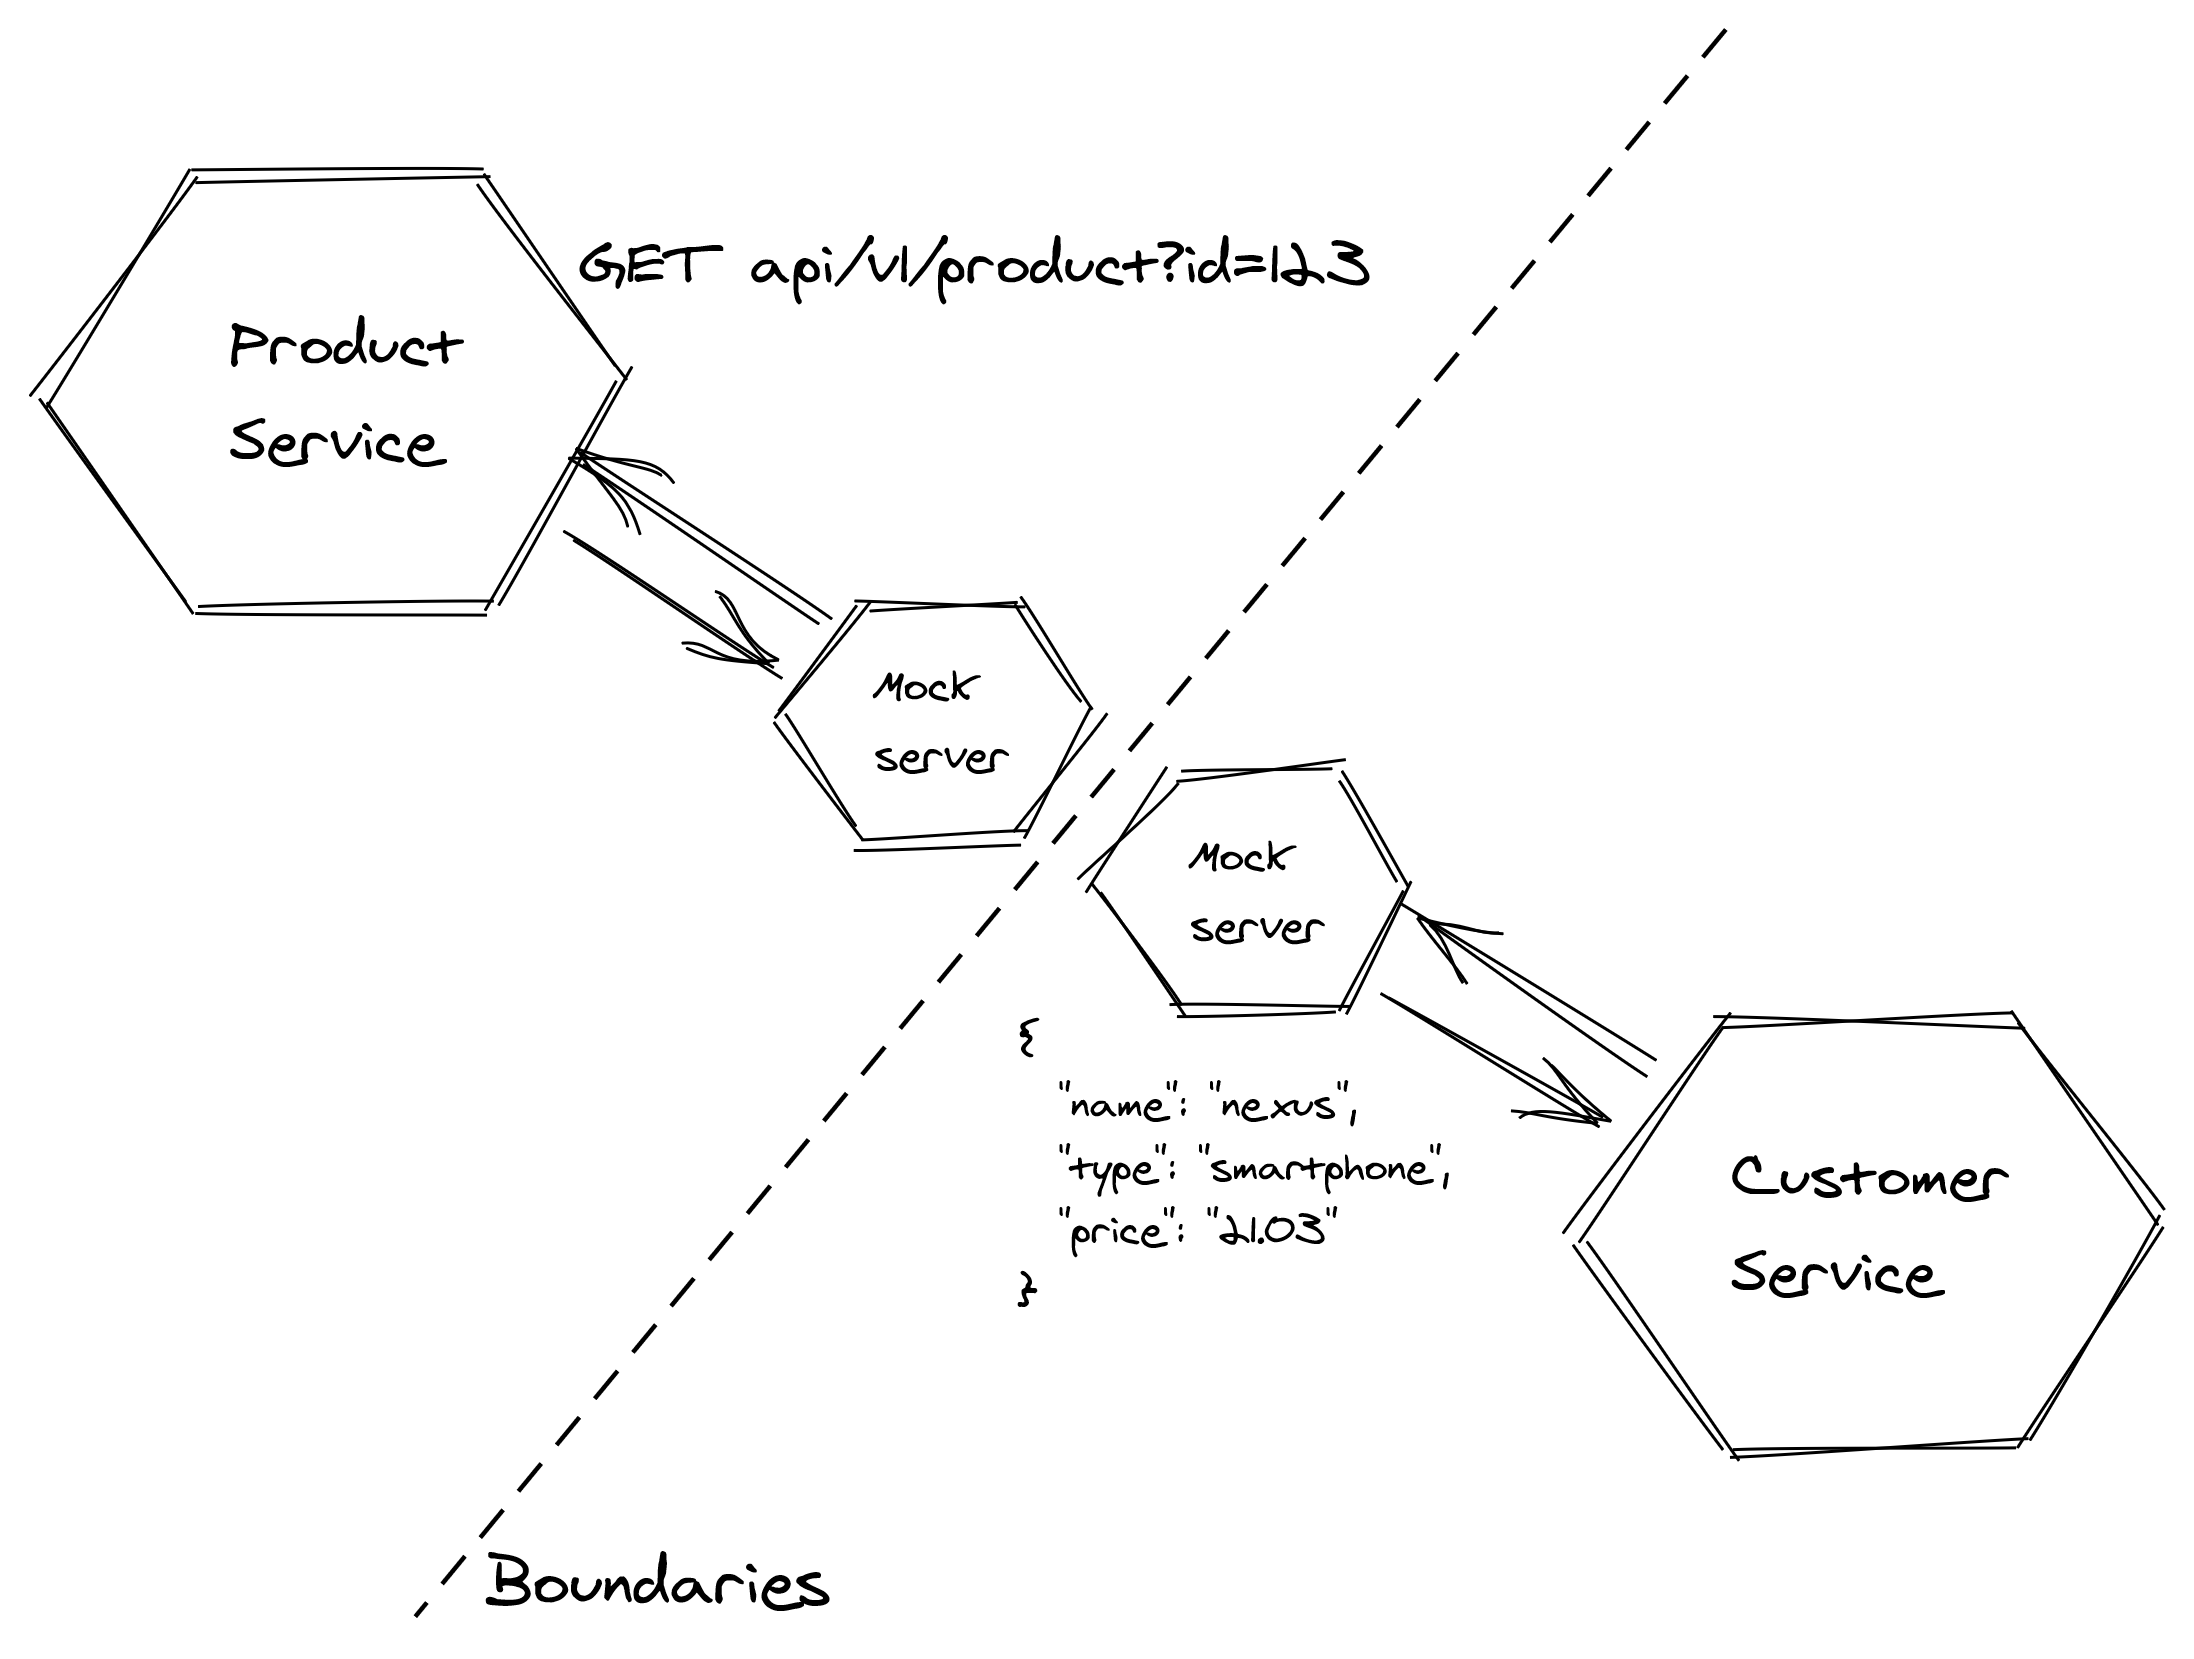 GET api/v1/product?id=123
Product
Service
Mock
server
Mock
server
{
"name": "nexus",
"type": "smartphone",
"price": "21.03"
}
Customer
Service
Boundaries